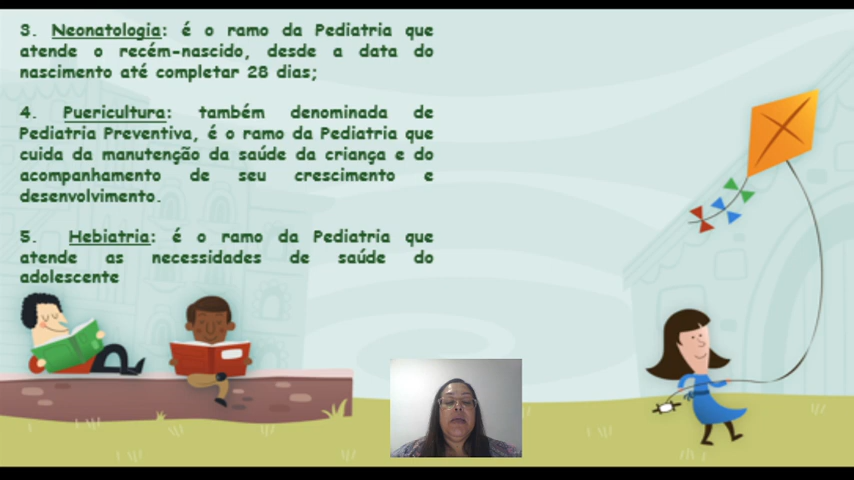 3. Neonatologia: é o ramo da Pediatria que
atende o recém-nascido, desde a data do
nascimento até completar 28 dias;
4. Puericultura: também denominada de
Pediatria Preventiva, é o ramo da Pediatria que
cuida da manutenção da saúde da criança e do
acompanhamento de seu crescimento e
desenvolvimento.
5. Hebiatria: é o ramo da Pediatria que
atende as necessidades de saúde do
adolescente